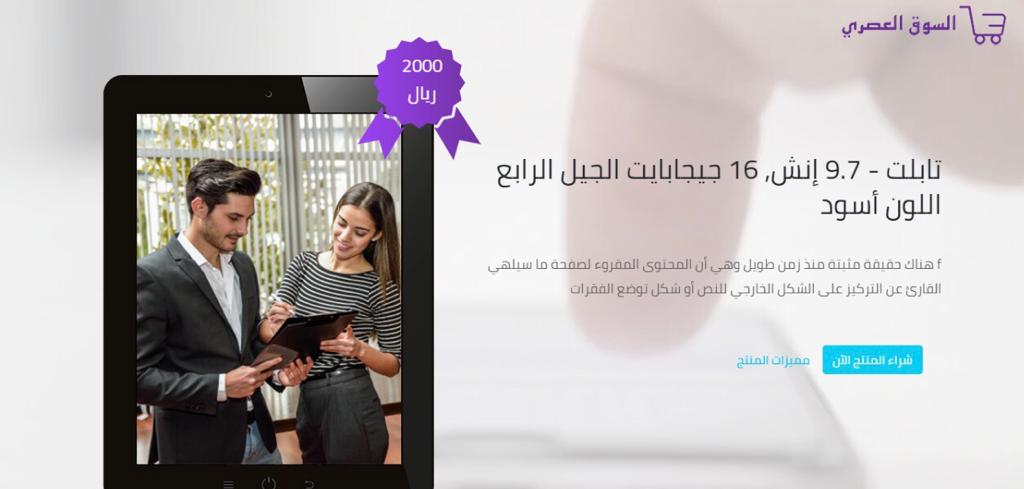 السوق العصري
2000
ريال
تابلت - 9.7 إنش, 16 جيجابايت الجيل الرابع
اللون أسود
f هناك حقيقة مثبتة منذ زمن طويل وهي أن المحتوى المقروء لصفحة ما سيلهي
القارئ عن التركيز على الشكل الخارجي للنص أو شكل توضع الفقرات
شراء المنتج الآن
مميزات المنتج